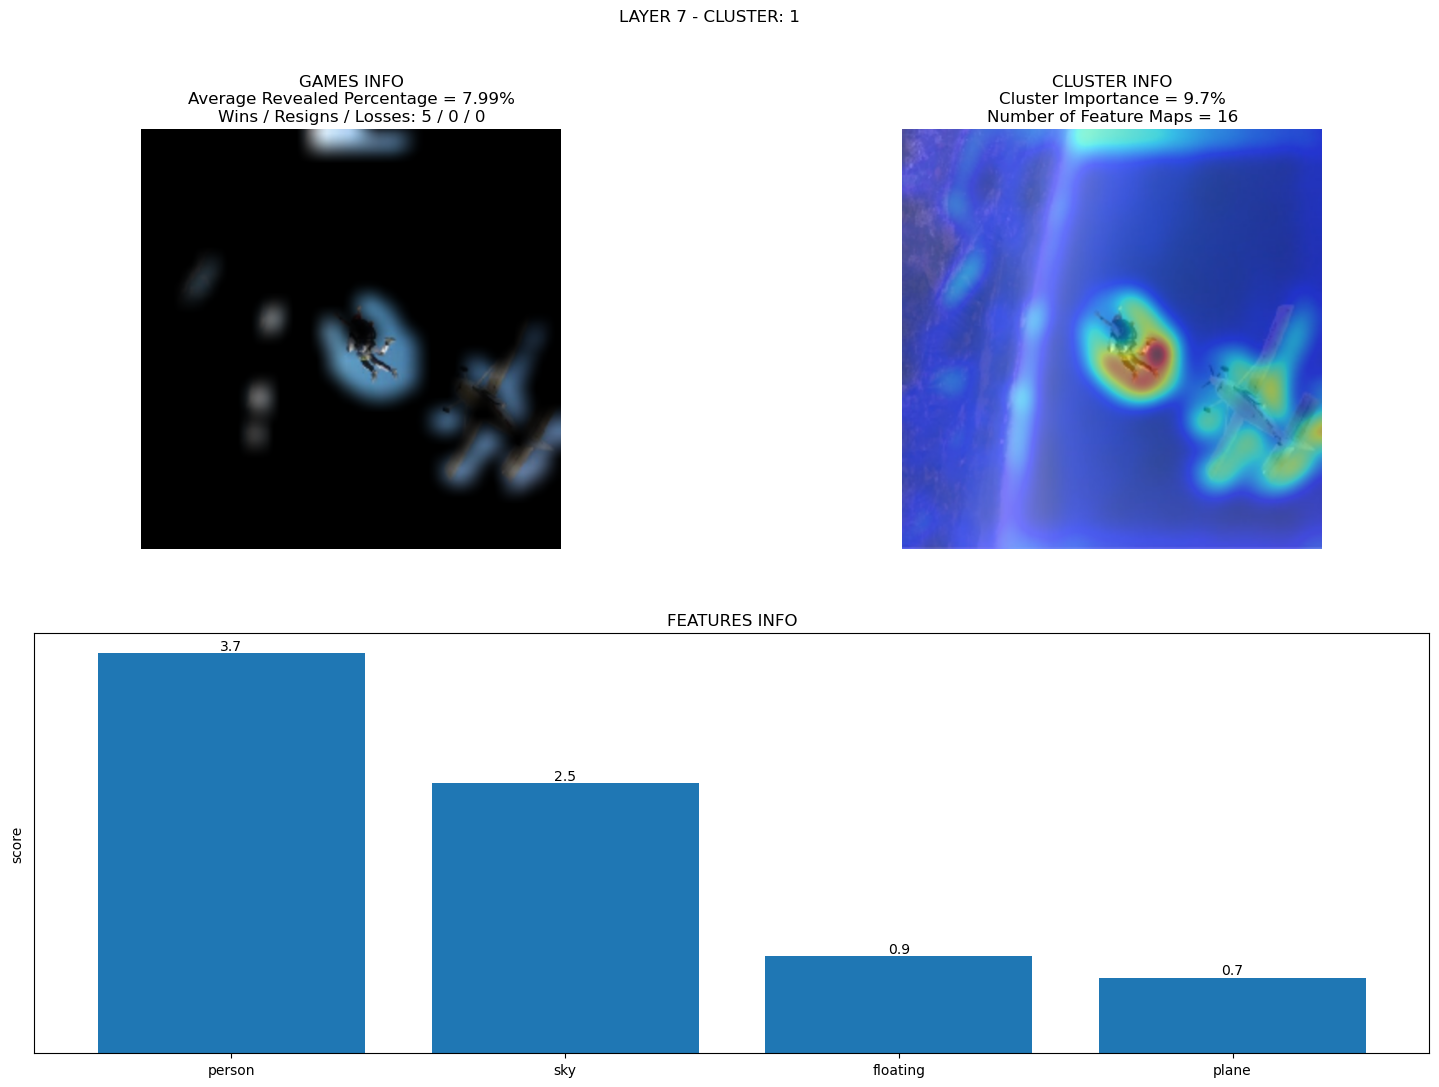 LAYER 7 - CLUSTER: 1
GAMES INFO
Average Revealed Percentage = 7.99%
Wins / Resigns / Losses: 5 / 0 / 0
CLUSTER INFO
Cluster Importance = 9.7%
Number of Feature Maps = 16
FEATURES INFO
score
3.7
2.5
0.9
0.7
person
sky
floating
plane